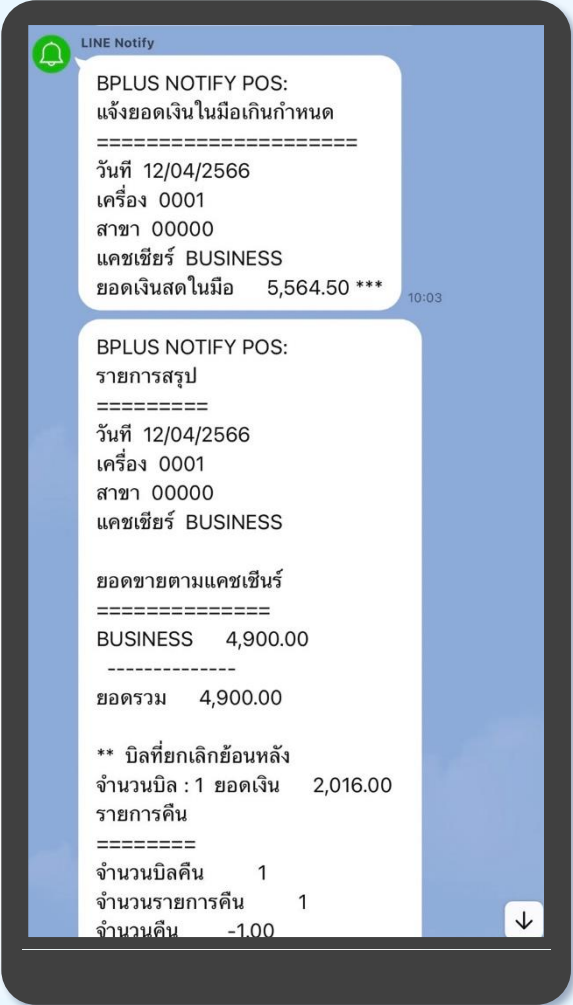 LINE Notify
BPLUS NOTIFY POS:
แจ้งยอดเงินในมือเกินกำหนด
=====================
วันที่ 12/04/2566
เครื่อง 0001
สาขา 00000
แคชเชียร์ BUSINESS
ยอดเงินสดในมือ 5,564.50 ***
10:03
BPLUS NOTIFY POS:
รายการสรุป
=========
วันที่ 12/04/2566
เครื่อง 0001
สาขา 00000
แคชเชียร์ BUSINESS
ยอดขายตามแคชเชีนร์
==============
BUSINESS 4,900.00
--------------
ยอดรวม 4,900.00
** บิลที่ยกเลิกย้อนหลัง
จำนวนบิล : 1 ยอดเงิน 2,016.00
รายการคืน
========
จำนวนบิลคืน 1
จำนวนรายการคืน 1
จำนวนคืน -1.00